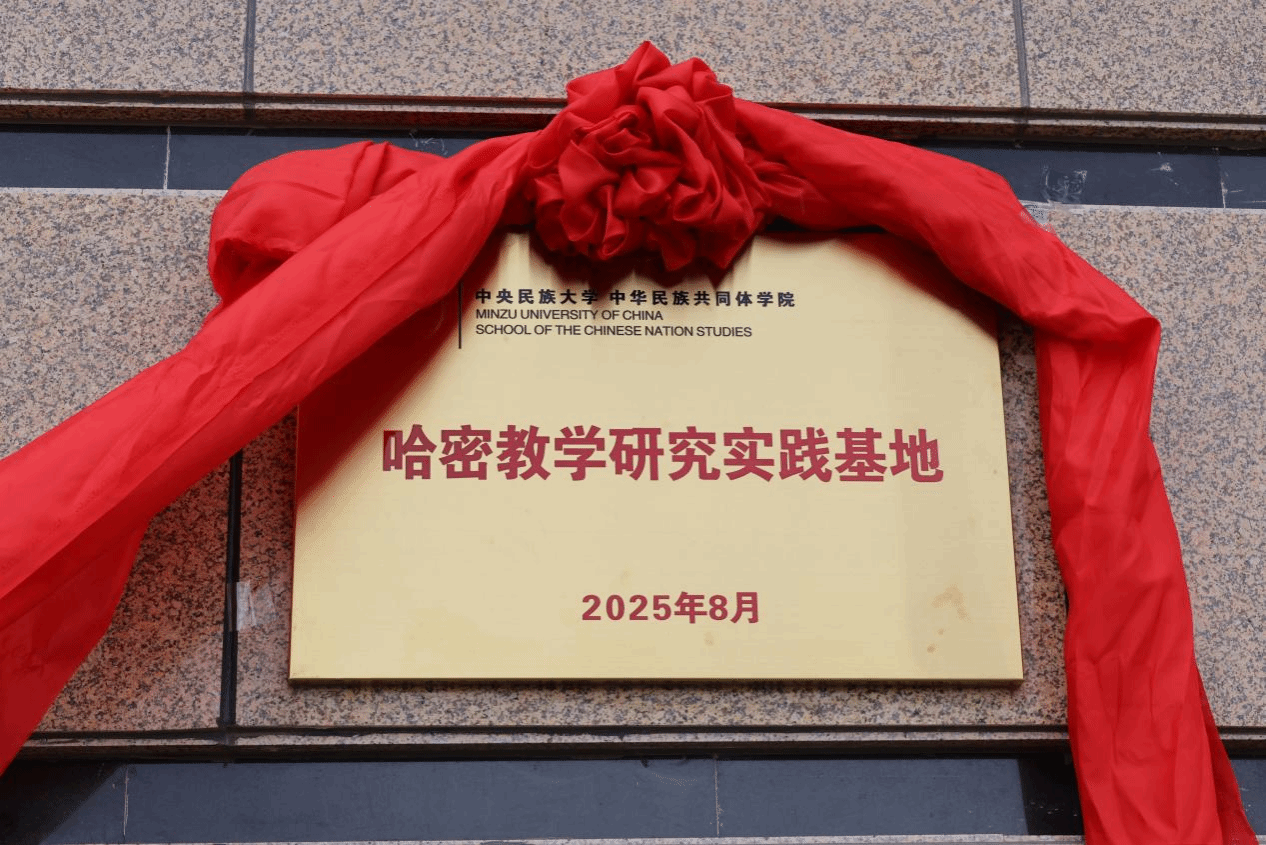 中央民族大学 中华民族共同体学院
MINZU UNIVERSITY OF CHINA
SCHOOL OF THE CHINESE NATION STUDIES
哈密教学研究实践基地
2025年8月